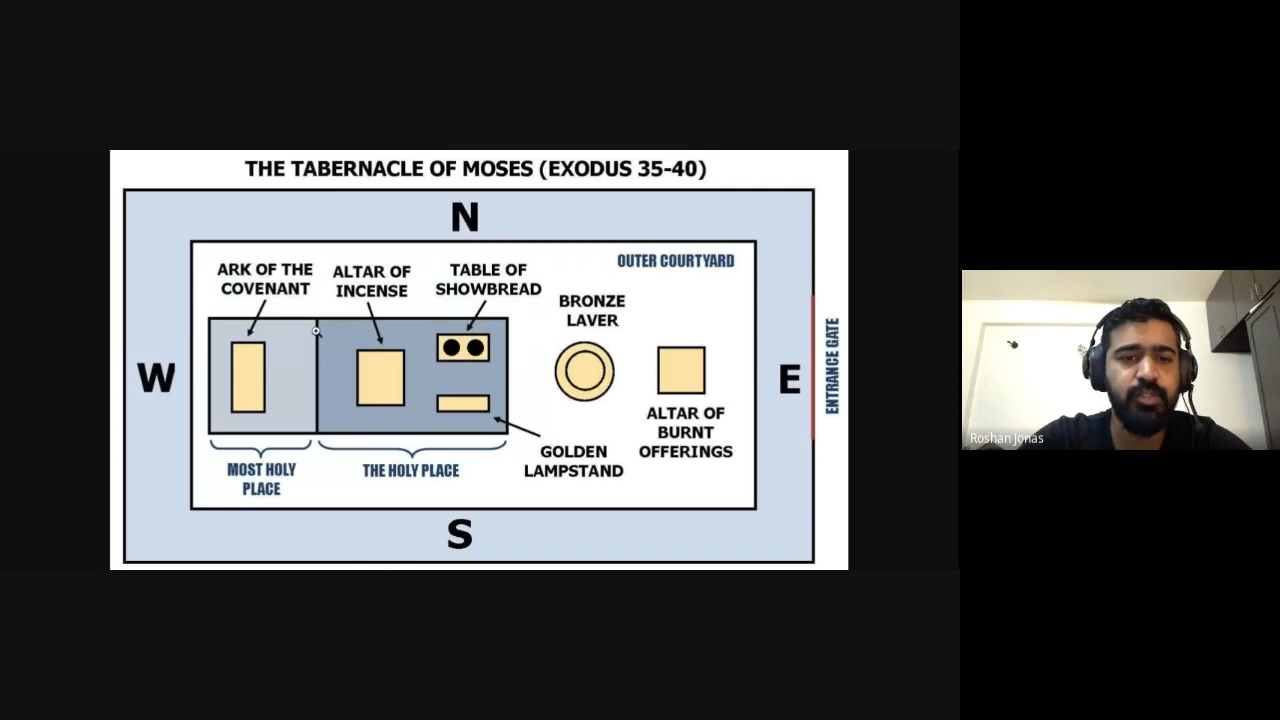 THE TABERNACLE OF MOSES (EXODUS 35-40)
N
OUTER COURTYARD
ARK OF THE
COVENANT
ALTAR OF
INCENSE
TABLE OF
SHOWBREAD
BRONZE
LAVER
W
E
ENTRANCE GATE
ALTAR OF
BURNT
OFFERINGS
GOLDEN
LAMPSTAND
MOST HOLY
PLACE
THE HOLY PLACE
S
Roshan Jonas